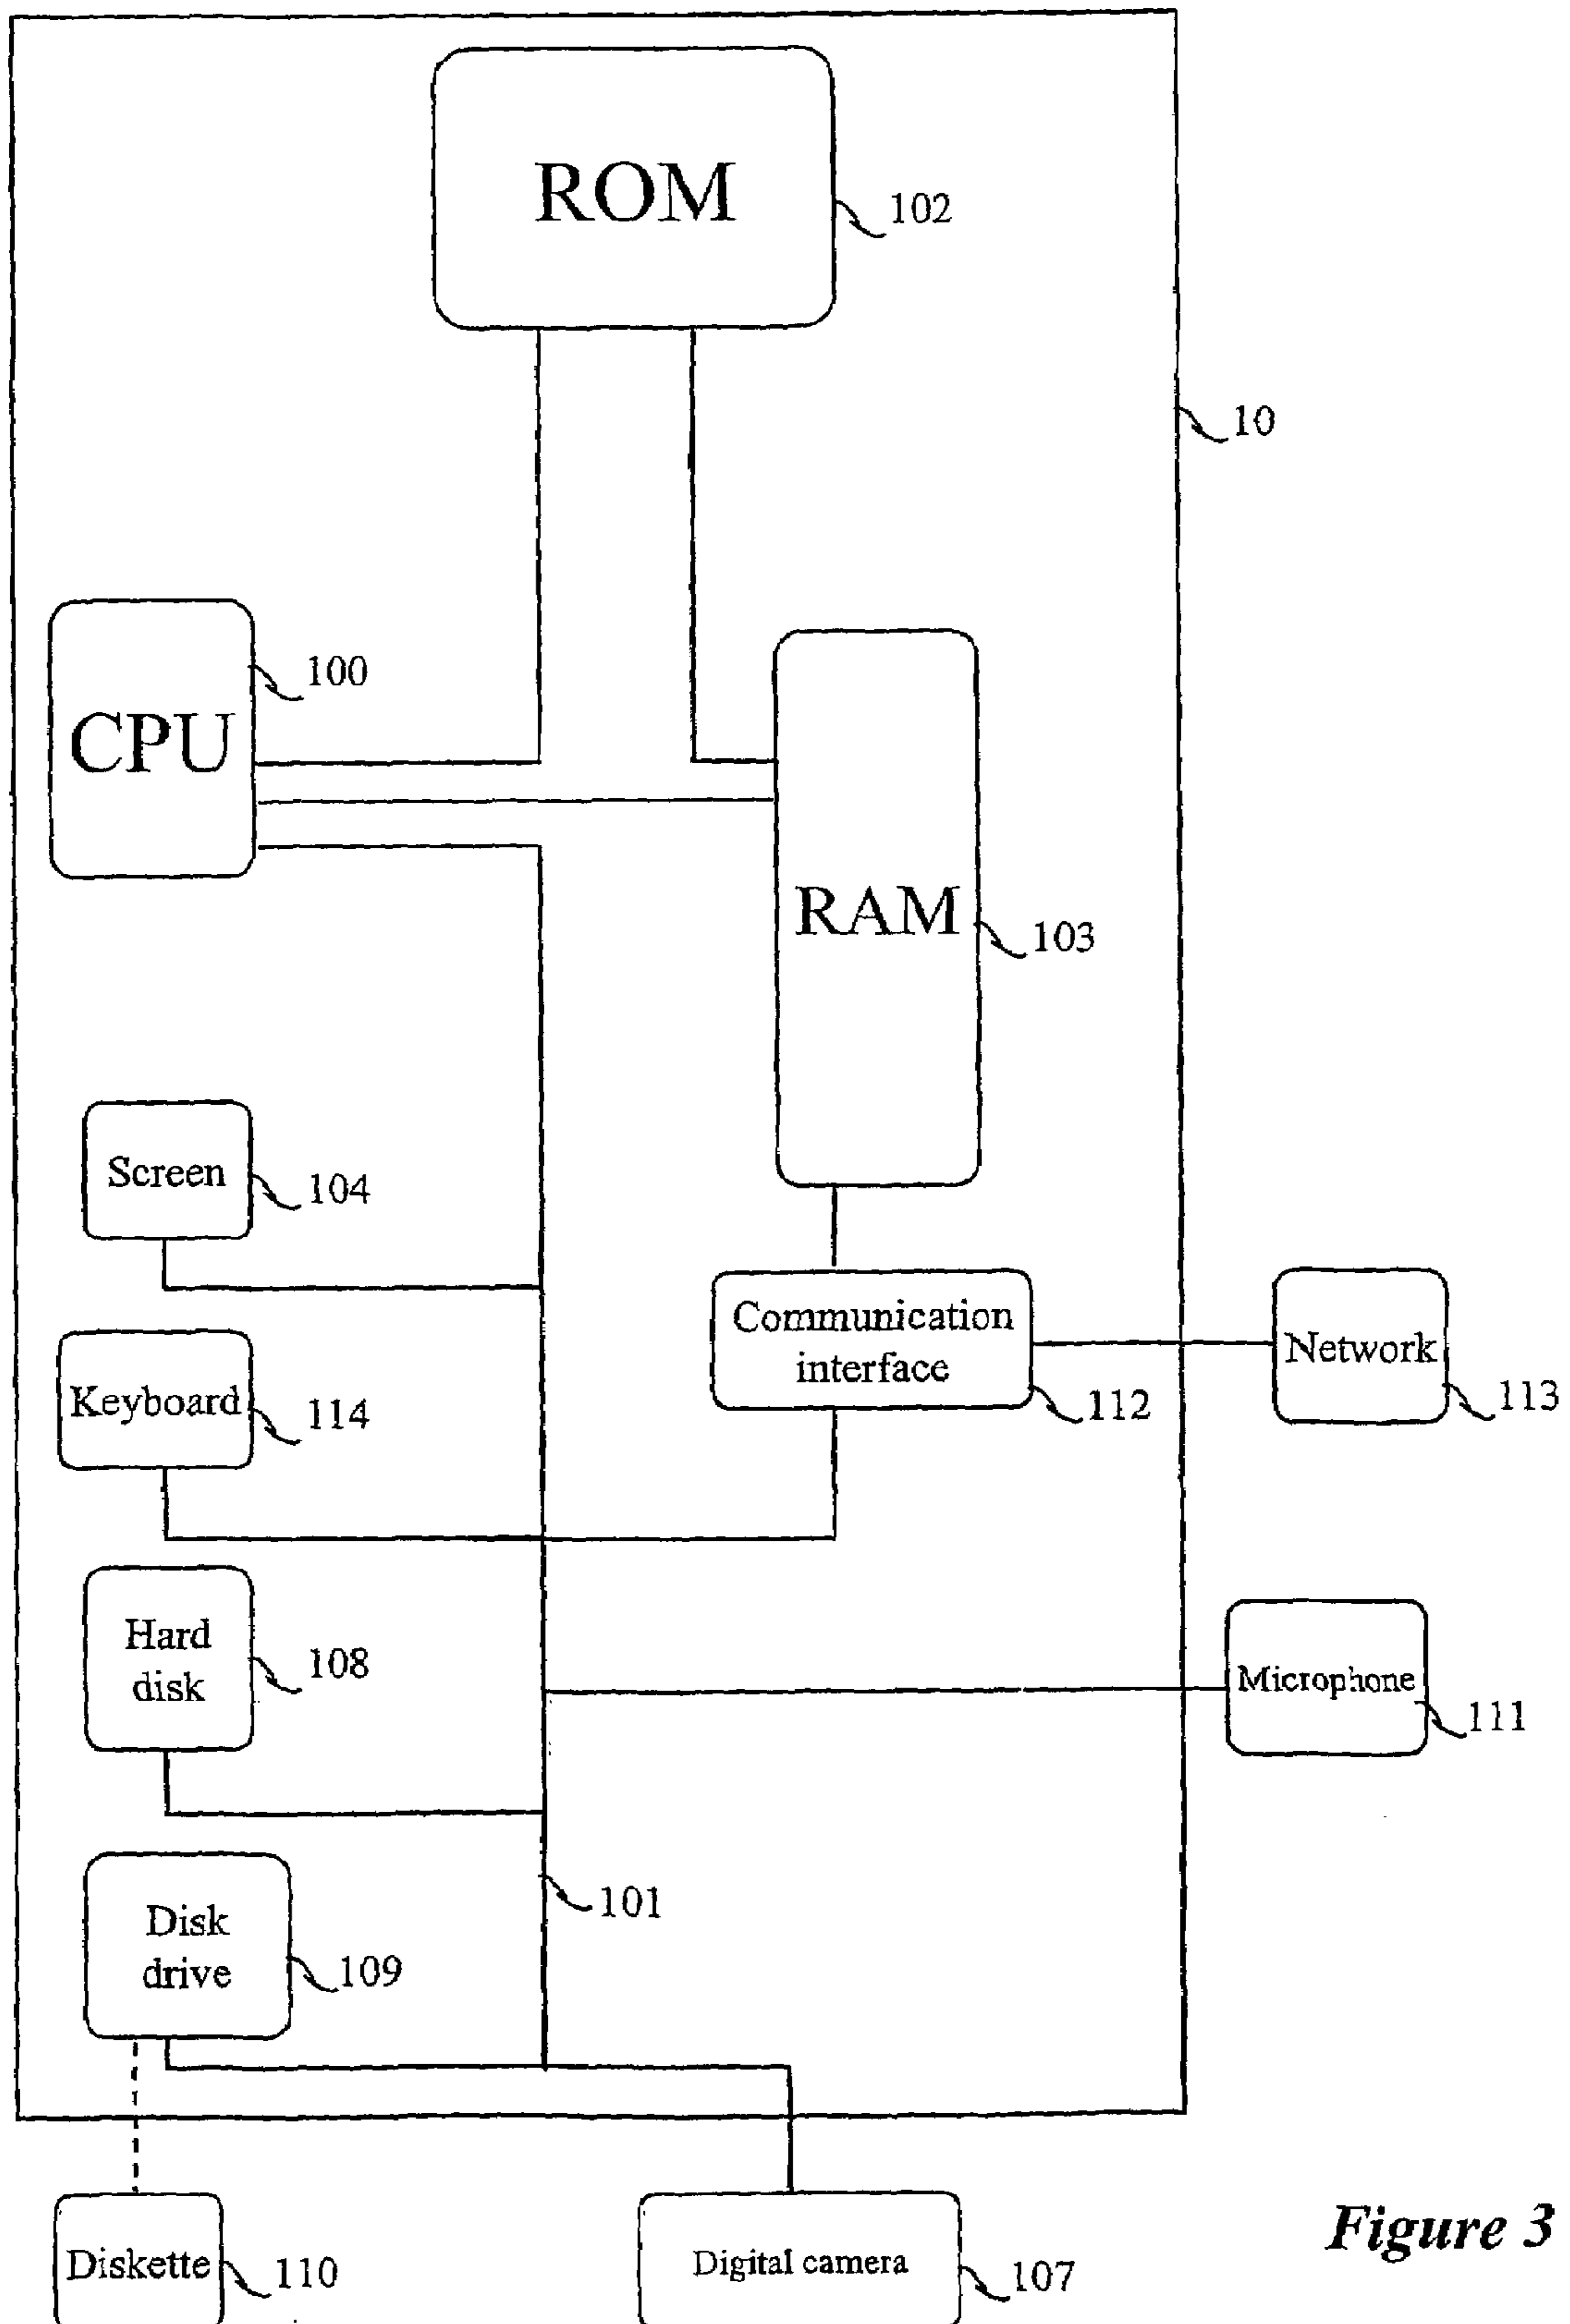 ROM
102
10
CPU
100
RAM
103
Screen
104
Keyboard
114
Communication
interface
112
Network
113
Hard
disk
108
Microphone
111
101
Disk
drive
109
Diskette
110
Digital camera
107
Figure 3